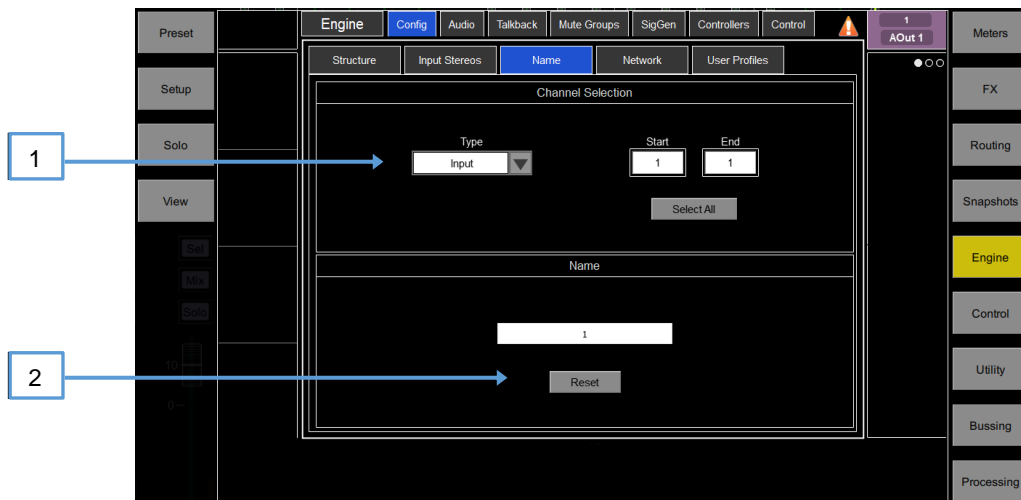 Preset
Setup
Solo
View
Sel
Mix
Solo
10
0
1
2
Engine Config Audio Talkback Mute Groups SigGen Controllers Control
Structure Input Stereos Name Network User Profiles
Channel Selection
Type Start End
Input 1 1
Select All
Name
1
Reset
1
AOut 1
Meters
FX
Routing
Snapshots
Engine
Control
Utility
Bussing
Processing